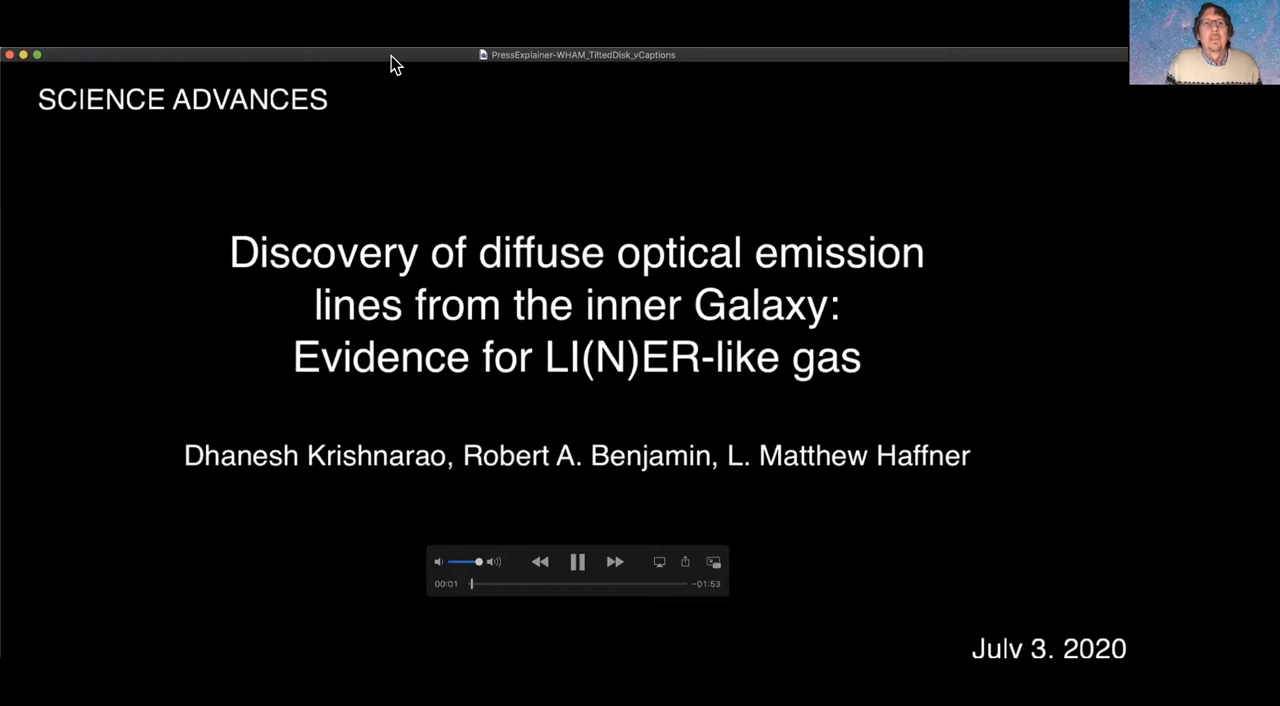 PressExplainer-WHAM_TiltedDisk_vCaptions
SCIENCE ADVANCES
Discovery of diffuse optical emission
lines from the inner Galaxy:
Evidence for LI(N)ER-like gas
Dhanesh Krishnarao, Robert A. Benjamin, L. Matthew Haffner
00:01
-01:53
July 3, 2020